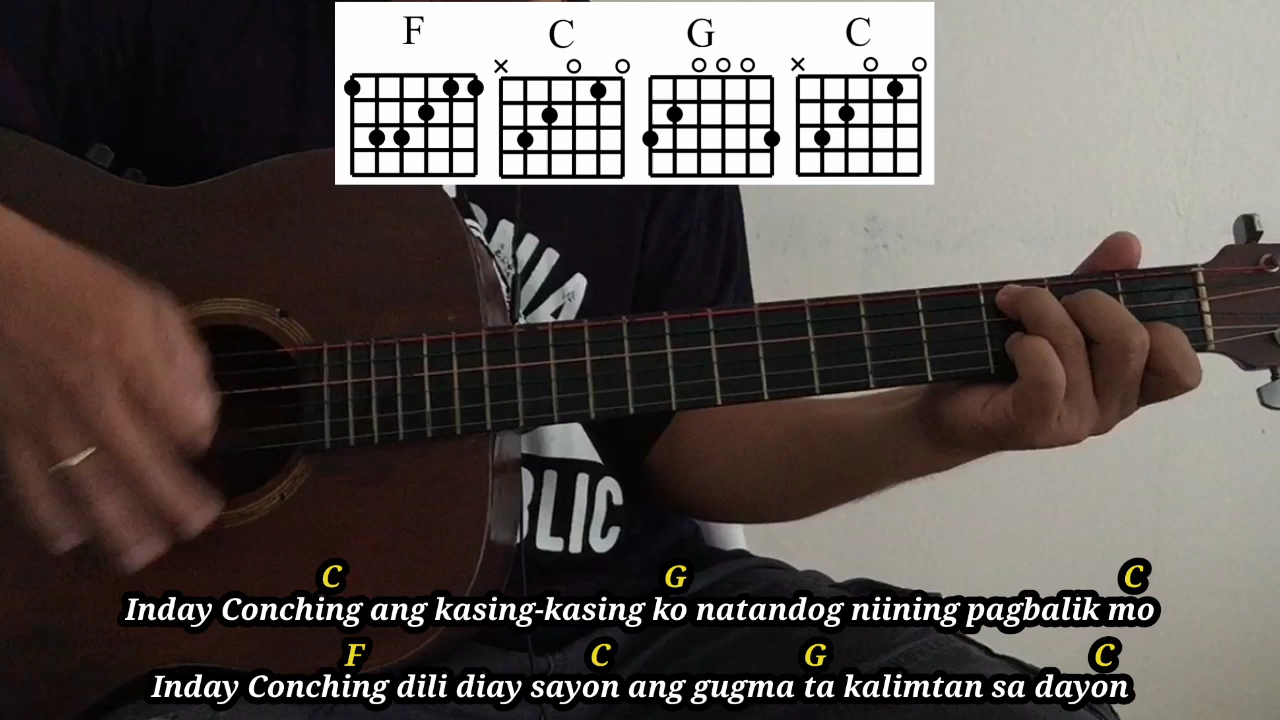 F C G C
C G C
Inday Conching ang kasing-kasing ko natandog niining pagbalik mo
F C G C
Inday Conching dili diay sayon ang gugma ta kalimtan sa dayon